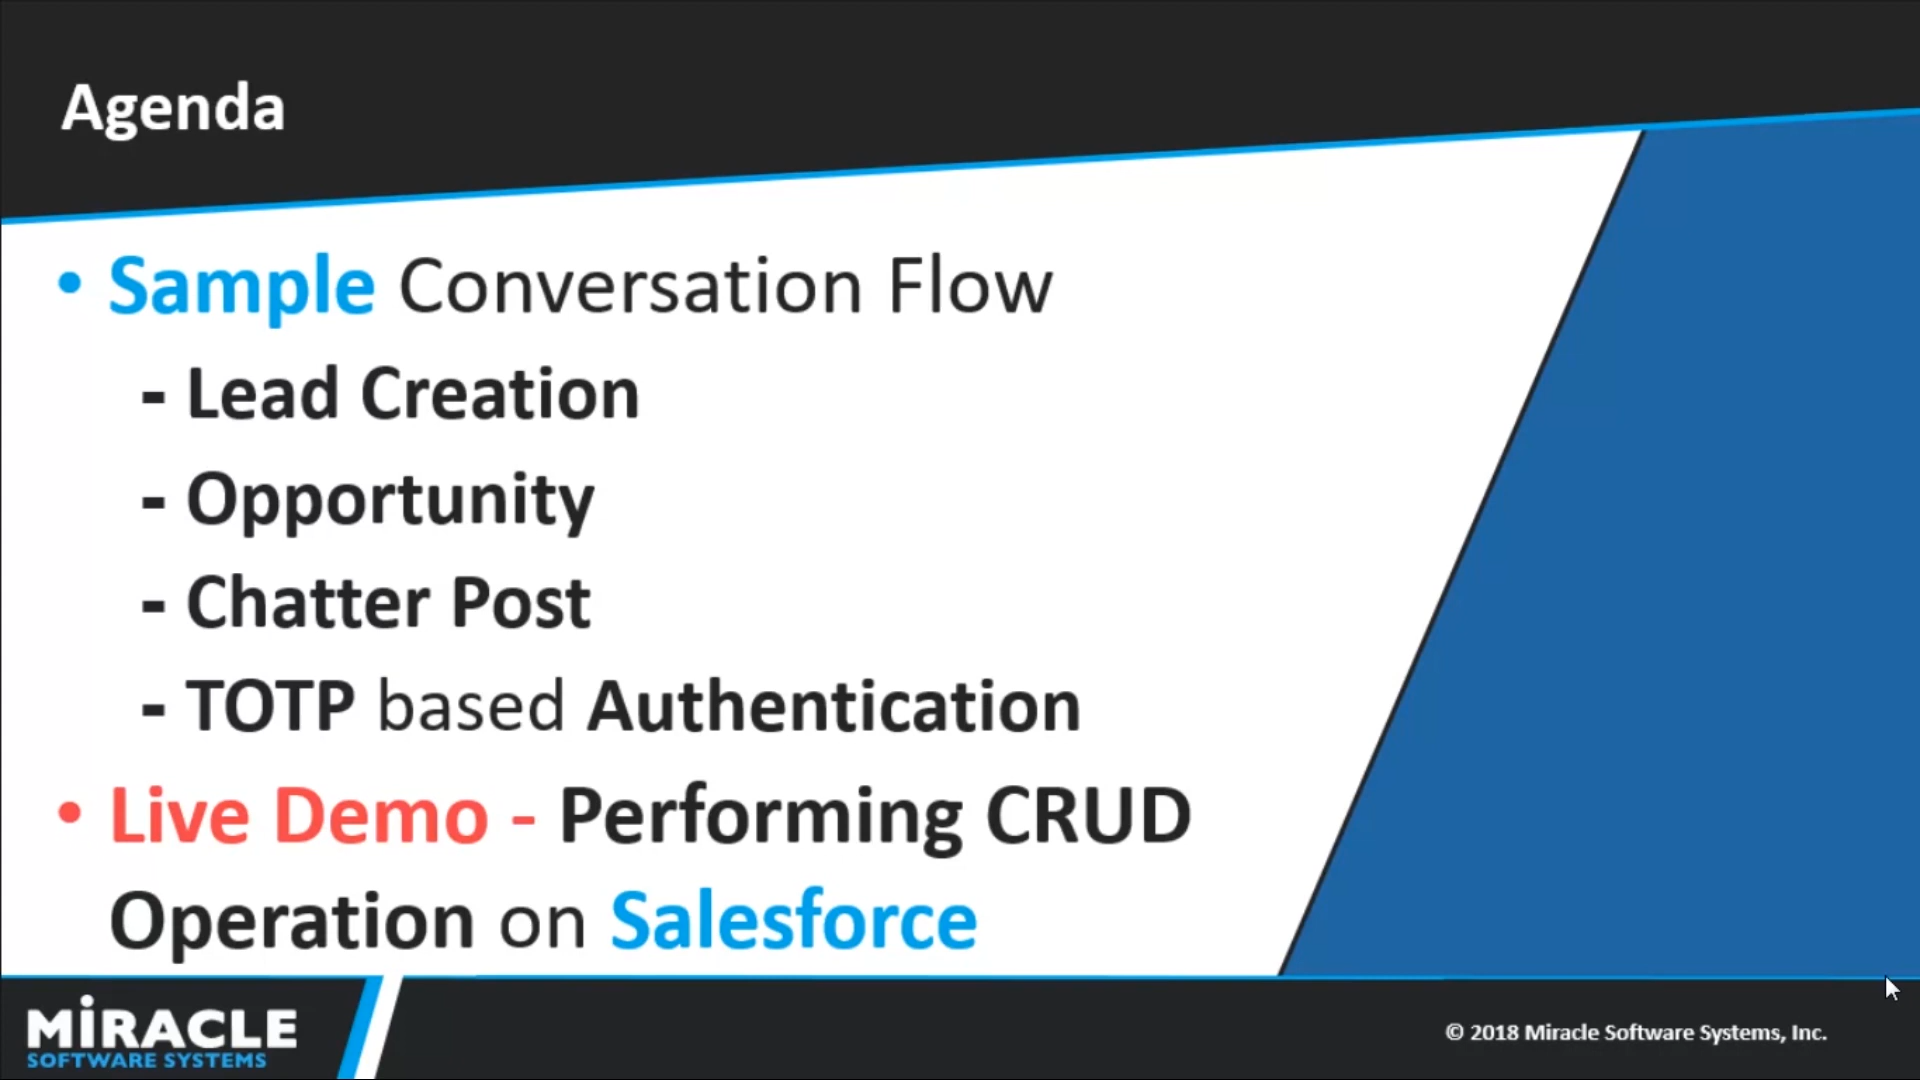 Agenda
• Sample Conversation Flow
- Lead Creation
- Opportunity
- Chatter Post
- TOTP based Authentication
• Live Demo - Performing CRUD
Operation on Salesforce
MiRACLE
SOFTWARE SYSTEMS
© 2018 Miracle Software Systems, Inc.